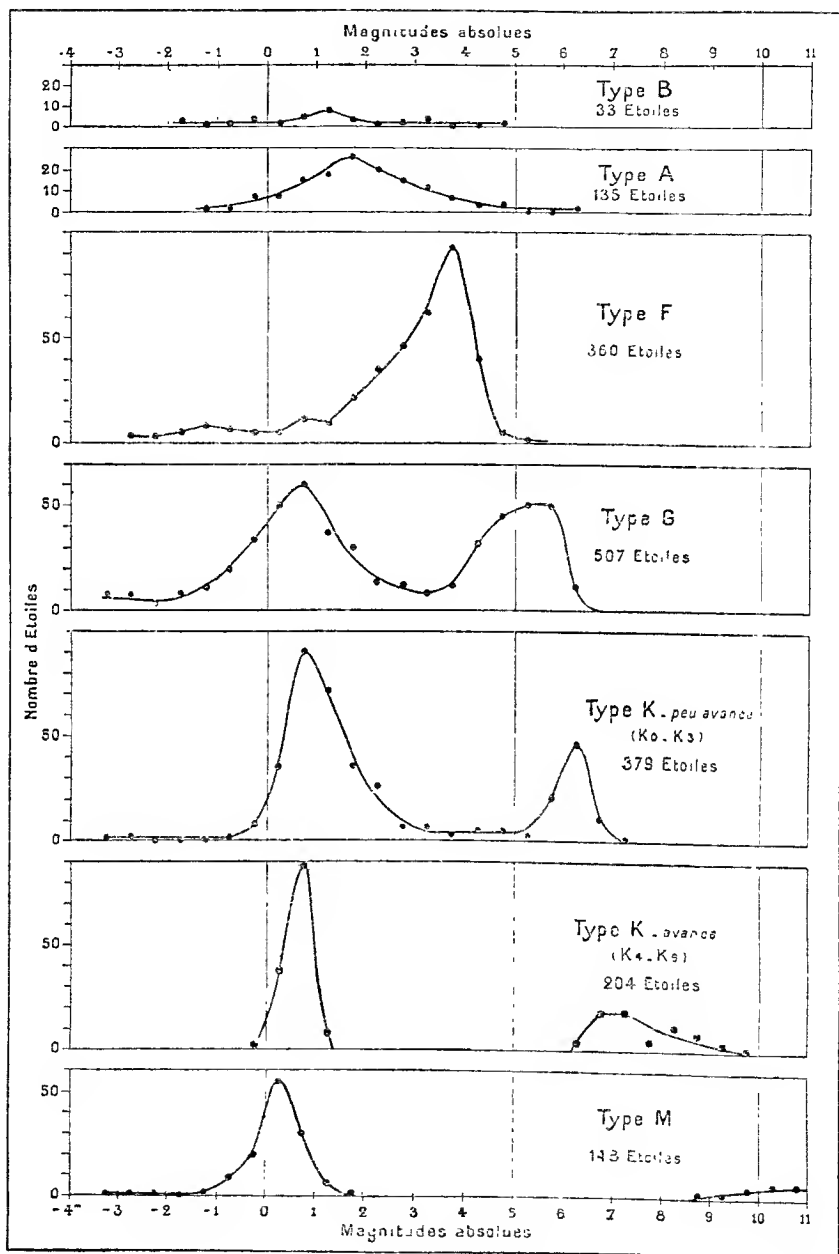 Magnitudes absolues
-4 -3 -2 -1 0 1 2 3 4 5 6 7 8 9 10 11
20
10
0
Type B
33 Etoiles
20
10
0
Type A
135 Etoiles
50
0
Type F
360 Etoiles
50
0
Type G
507 Etoiles
Nombre d Etoiles
50
0
Type K _ peu avancé
(K0_K3)
379 Etoiles
50
0
Type K _ avancé
(K4_K9)
204 Etoiles
50
0
Type M
143 Etoiles
-4 -3 -2 -1 0 1 2 3 4 5 6 7 8 9 10 11
Magnitudes absolues